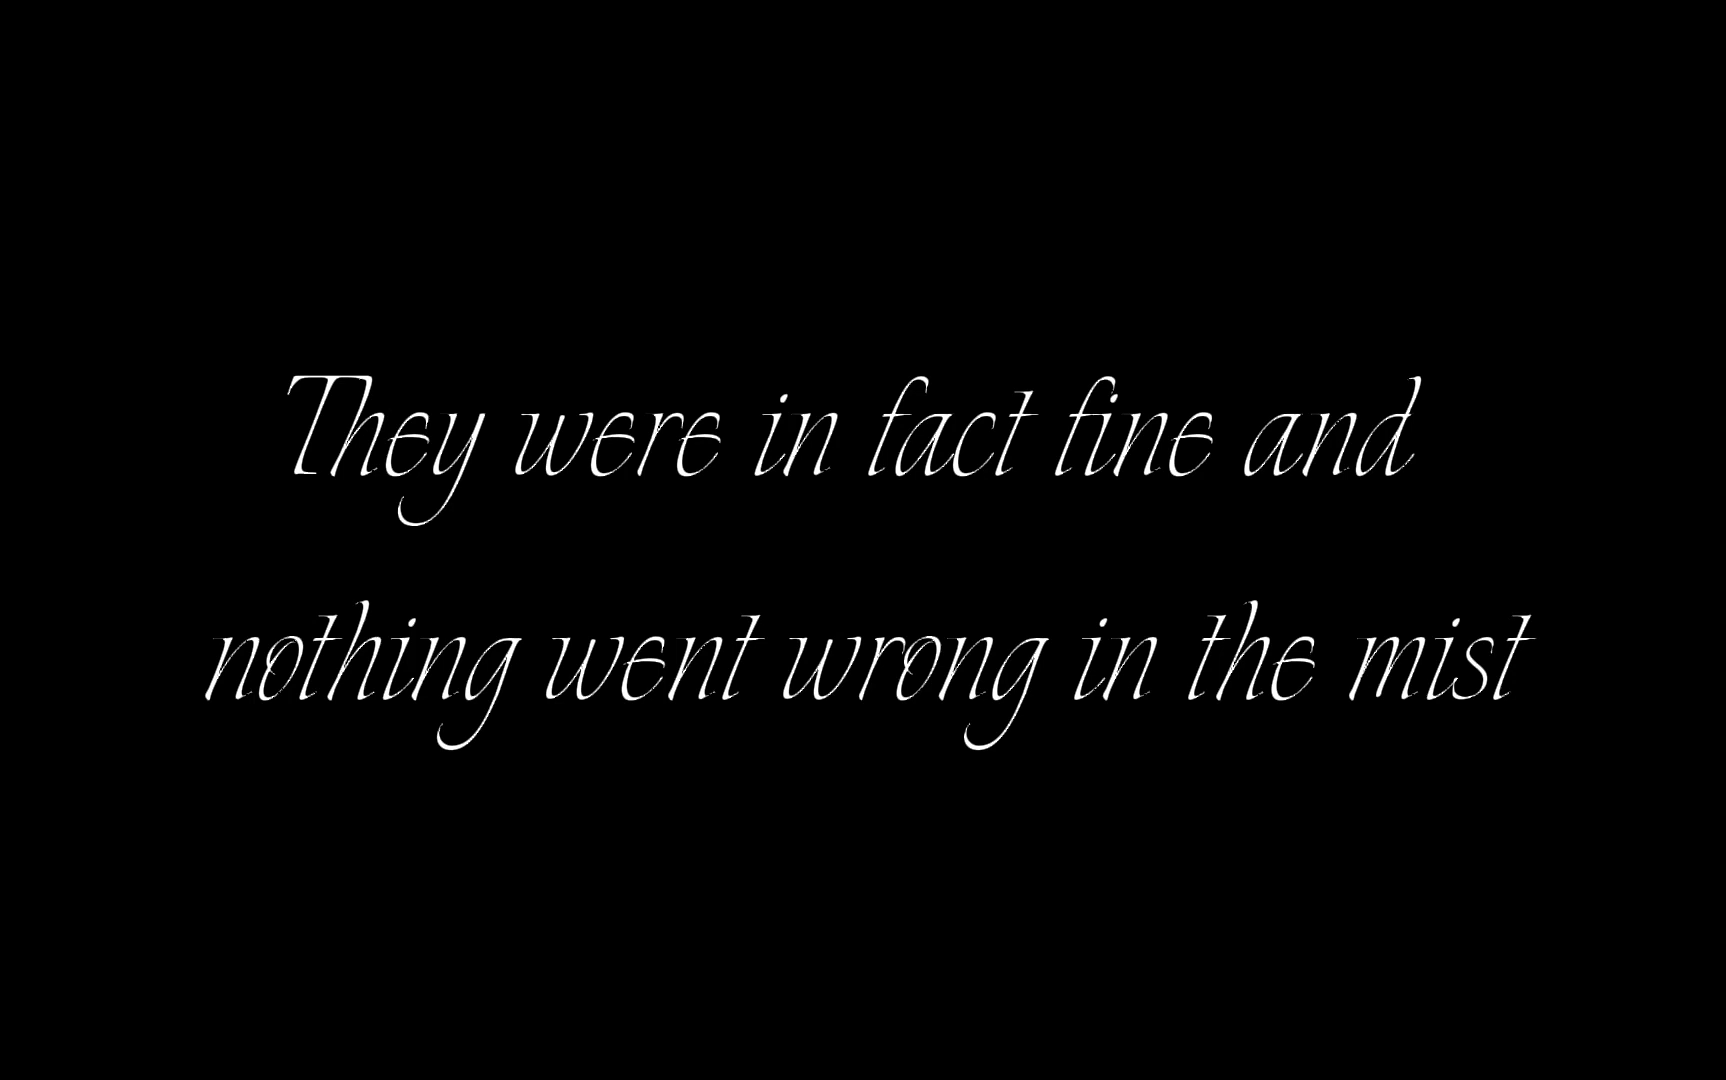 They were in fact fine and
nothing went wrong in the mist